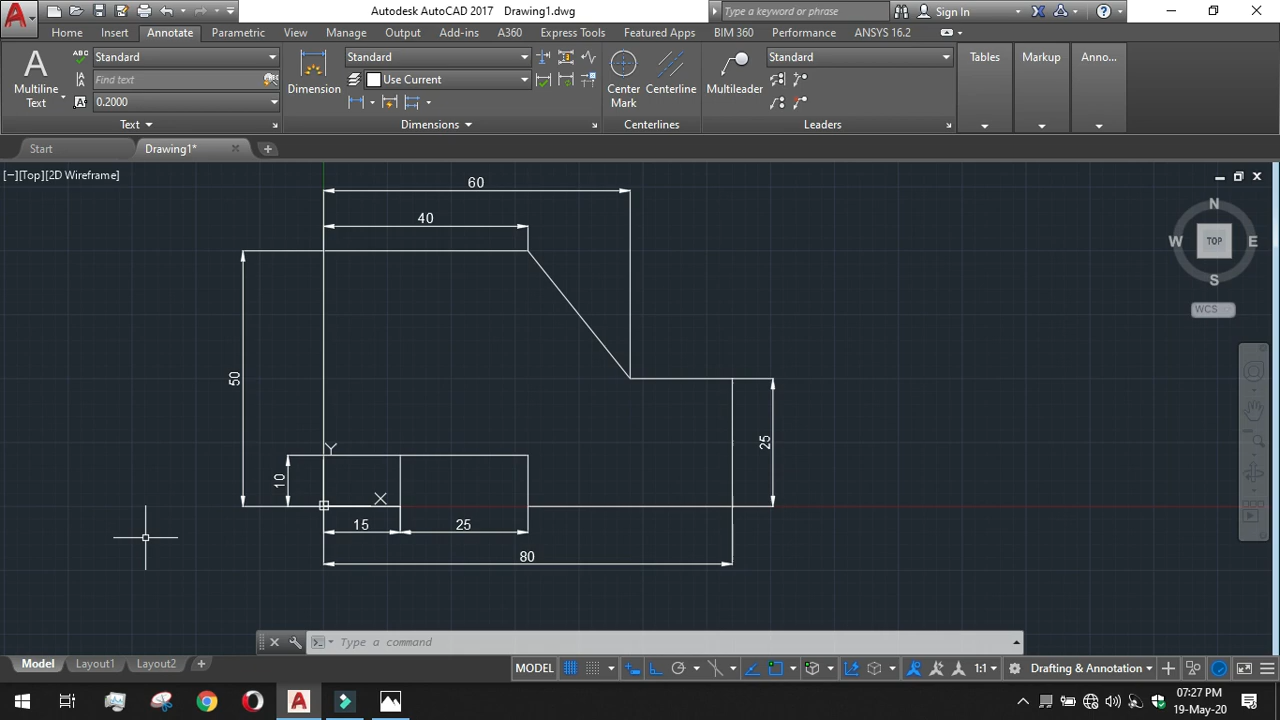 Autodesk AutoCAD 2017 Drawing1.dwg
Type a keyword or phrase
Sign In
Home Insert Annotate Parametric View Manage Output Add-ins A360 Express Tools Featured Apps BIM 360 Performance ANSYS 16.2
A
Multiline
Text
ABC
Standard
Find text
0.2000
Text
Dimension
Standard
Use Current
Dimensions
Center
Mark
Centerline
Centerlines
Multileader
Standard
Leaders
Tables
Markup
Anno...
Start
Drawing1*
[−][Top][2D Wireframe]
60
40
50
10
Y
X
15
25
80
25
N
W
TOP
E
S
WCS
Type a command
Model Layout1 Layout2
MODEL
1:1
Drafting & Annotation
07:27 PM
19-May-20